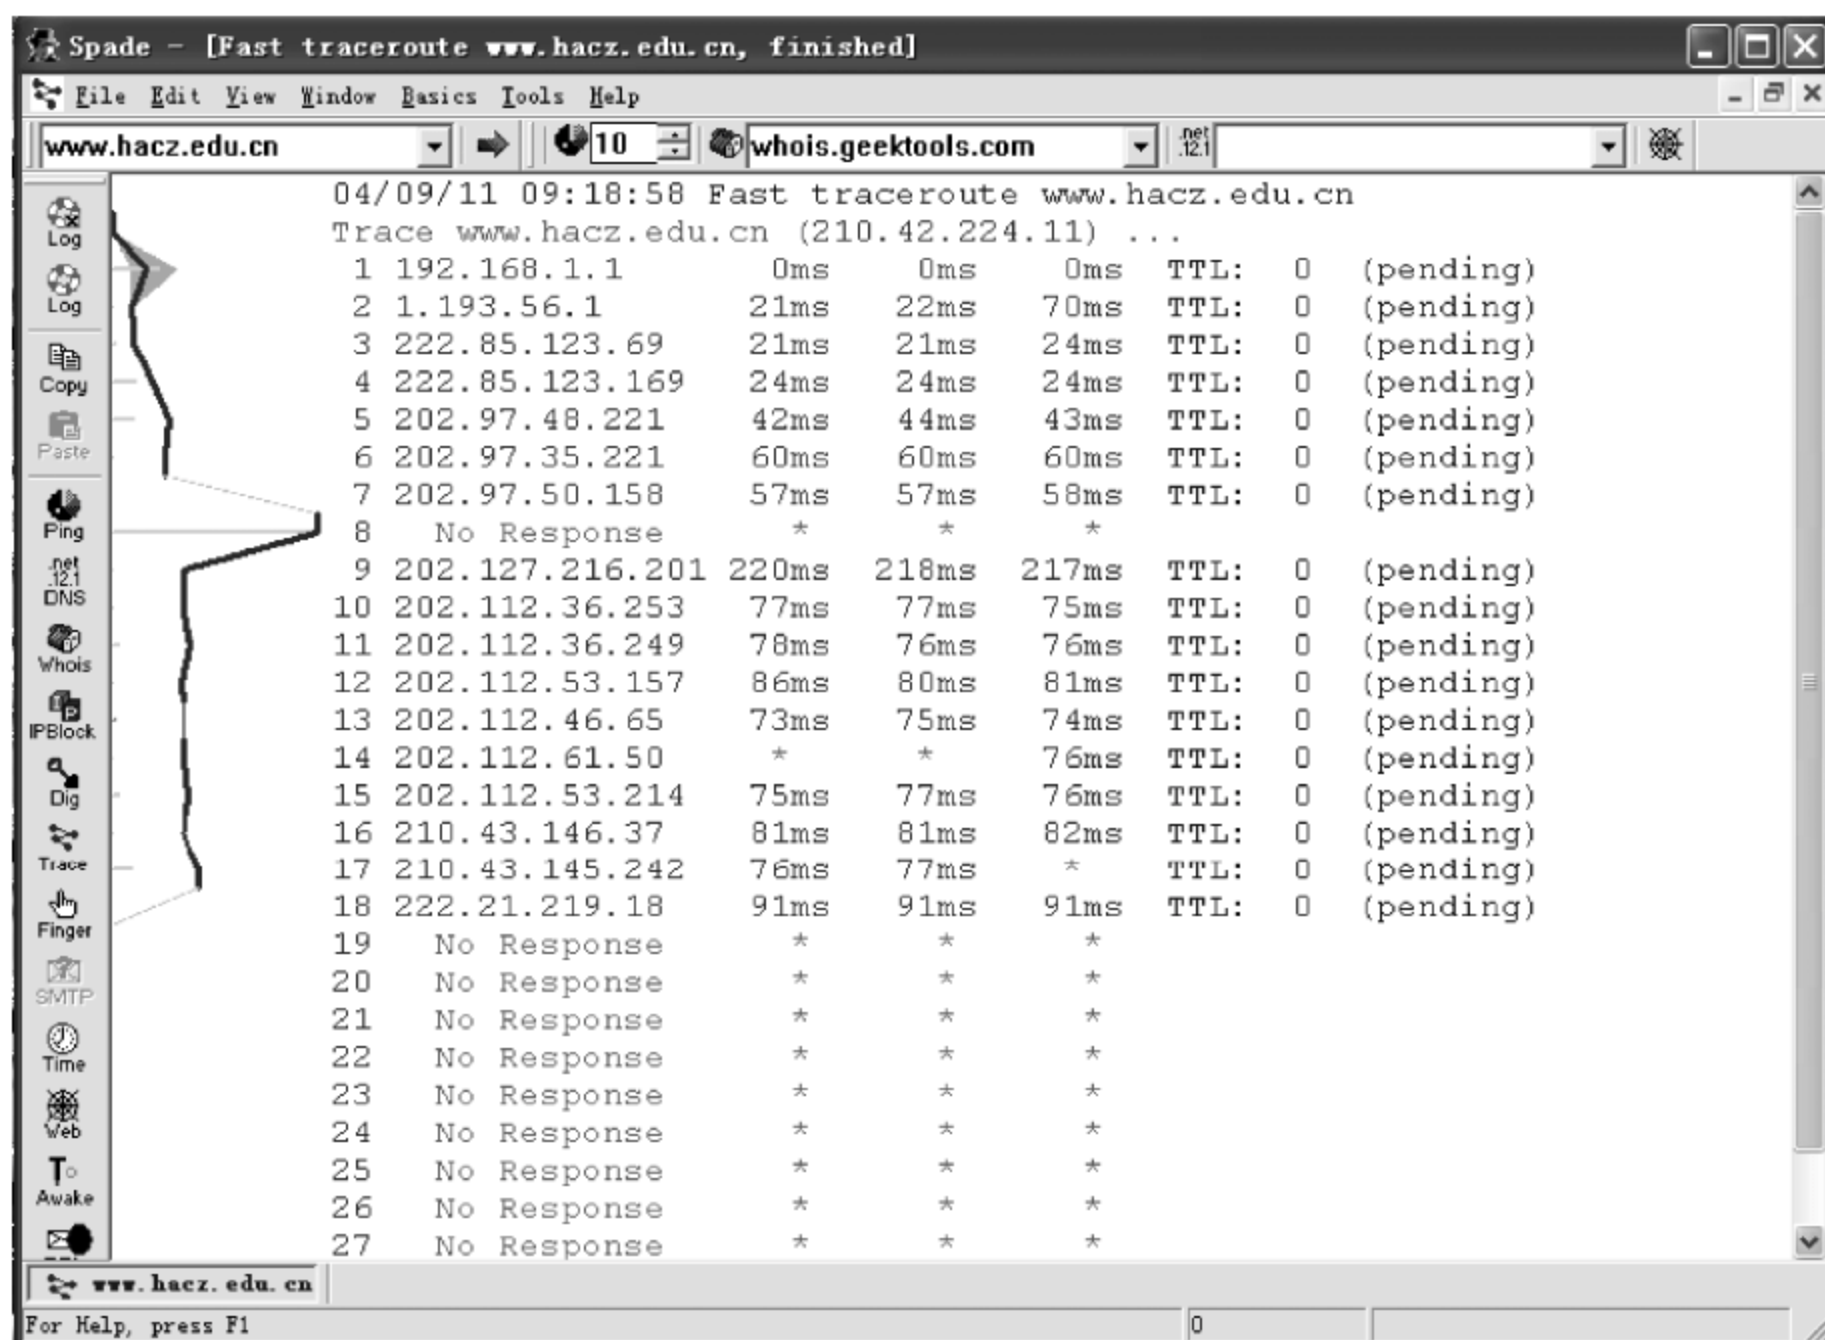 Spade - [Fast traceroute www.hacz.edu.cn, finished]
File Edit View Window Basics Tools Help
www.hacz.edu.cn 10 whois.geektools.com .net .12.1
Log
Log
Copy
Paste
Ping
.net .12.1 DNS
Whois
IPBlock
Dig
Trace
Finger
SMTP
Time
Web
Awake
04/09/11 09:18:58 Fast traceroute www.hacz.edu.cn
Trace www.hacz.edu.cn (210.42.224.11) ...
1 192.168.1.1 0ms 0ms 0ms TTL: 0 (pending)
2 1.193.56.1 21ms 22ms 70ms TTL: 0 (pending)
3 222.85.123.69 21ms 21ms 24ms TTL: 0 (pending)
4 222.85.123.169 24ms 24ms 24ms TTL: 0 (pending)
5 202.97.48.221 42ms 44ms 43ms TTL: 0 (pending)
6 202.97.35.221 60ms 60ms 60ms TTL: 0 (pending)
7 202.97.50.158 57ms 57ms 58ms TTL: 0 (pending)
8 No Response * * *
9 202.127.216.201 220ms 218ms 217ms TTL: 0 (pending)
10 202.112.36.253 77ms 77ms 75ms TTL: 0 (pending)
11 202.112.36.249 78ms 76ms 76ms TTL: 0 (pending)
12 202.112.53.157 86ms 80ms 81ms TTL: 0 (pending)
13 202.112.46.65 73ms 75ms 74ms TTL: 0 (pending)
14 202.112.61.50 * * 76ms TTL: 0 (pending)
15 202.112.53.214 75ms 77ms 76ms TTL: 0 (pending)
16 210.43.146.37 81ms 81ms 82ms TTL: 0 (pending)
17 210.43.145.242 76ms 77ms * TTL: 0 (pending)
18 222.21.219.18 91ms 91ms 91ms TTL: 0 (pending)
19 No Response * * *
20 No Response * * *
21 No Response * * *
22 No Response * * *
23 No Response * * *
24 No Response * * *
25 No Response * * *
26 No Response * * *
27 No Response * * *
www.hacz.edu.cn
For Help, press F1 0